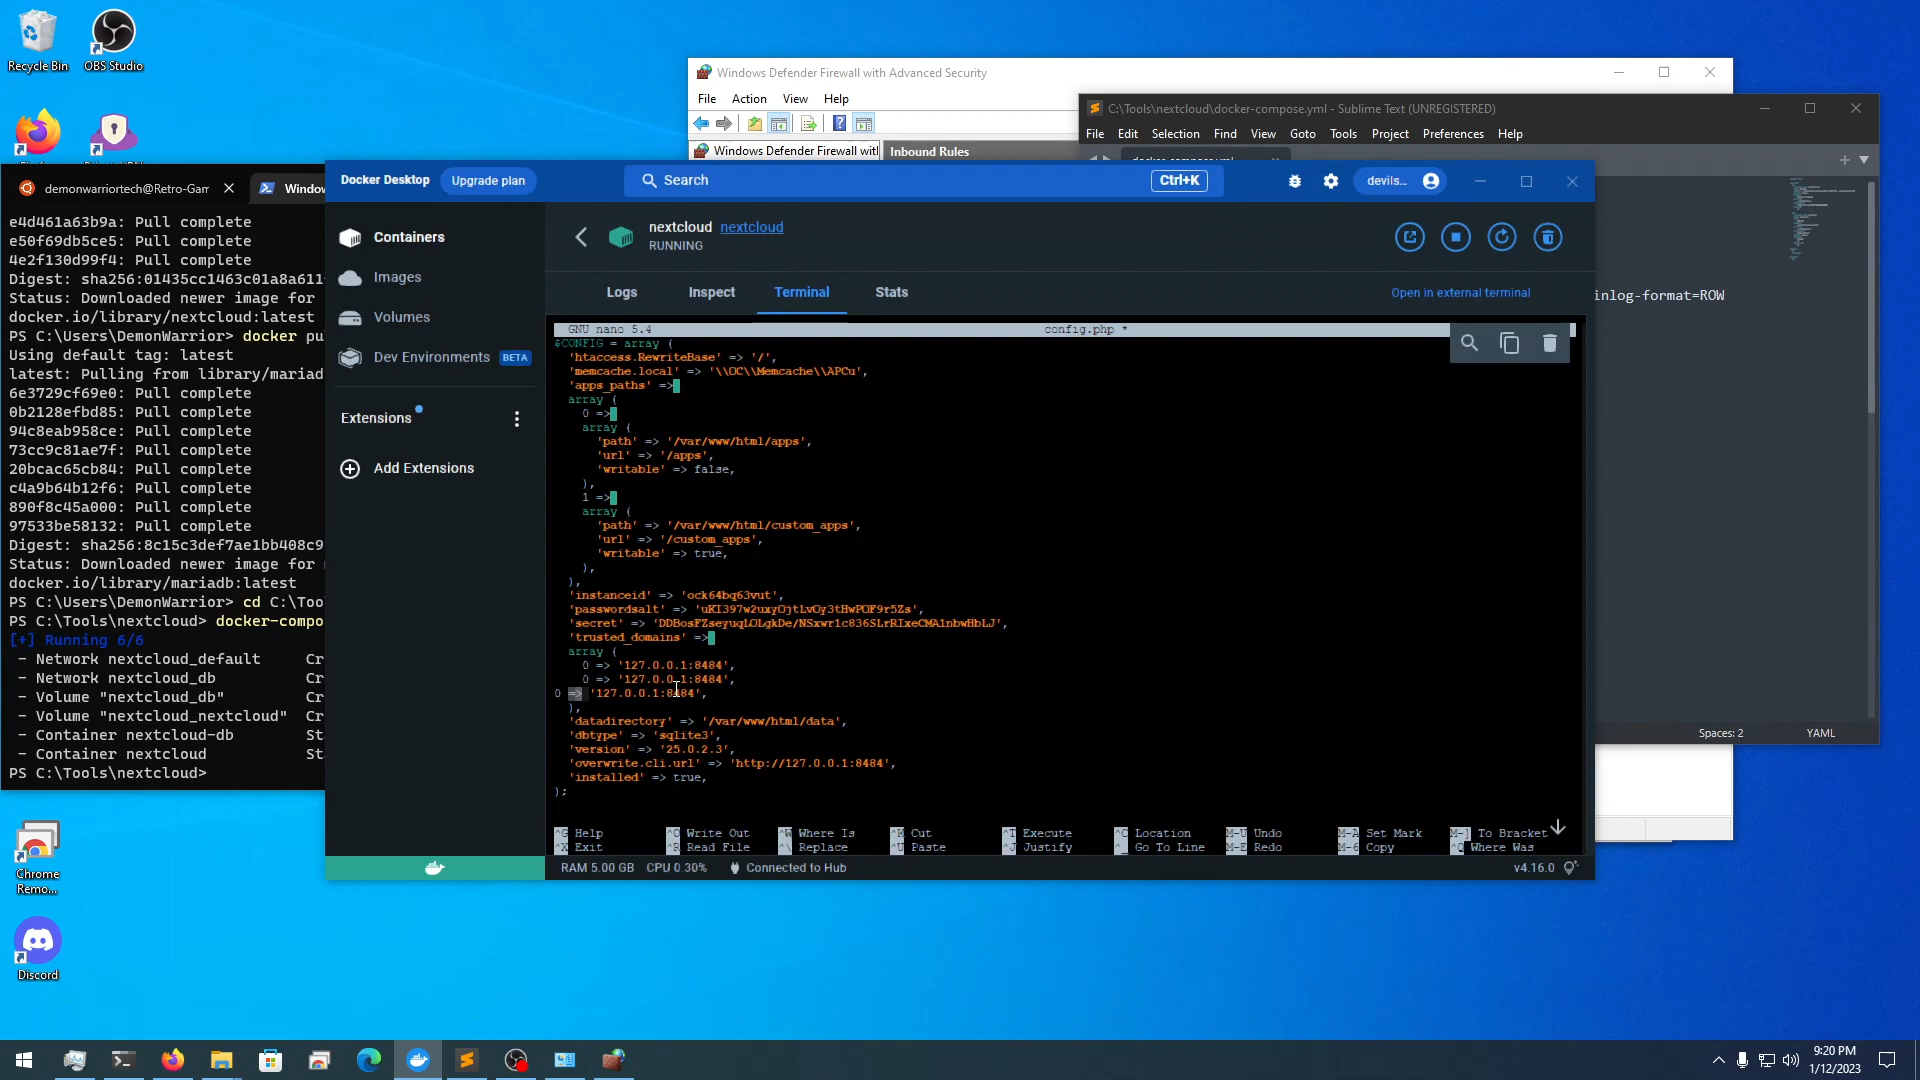 Recycle Bin
OBS Studio
Windows Defender Firewall with Advanced Security
File Action View Help
Windows Defender Firewall with
Inbound Rules
C:\Tools\nextcloud\docker-compose.yml - Sublime Text (UNREGISTERED)
File Edit Selection Find View Goto Tools Project Preferences Help
inlog-format=ROW
Spaces: 2
YAML
demonwarriortech@Retro-Gam
Window
e4d461a63b9a: Pull complete
e50f69db5ce5: Pull complete
4e2f130d99f4: Pull complete
Digest: sha256:01435cc1463c01a8a611
Status: Downloaded newer image for
docker.io/library/nextcloud:latest
PS C:\Users\DemonWarrior> docker pu
Using default tag: latest
latest: Pulling from library/mariad
6e3729cf69e0: Pull complete
0b2128efbd85: Pull complete
94c8eab958ce: Pull complete
73cc9c81ae7f: Pull complete
20bcac65cb84: Pull complete
c4a9b64b12f6: Pull complete
890f8c45a000: Pull complete
97533be58132: Pull complete
Digest: sha256:8c15c3def7ae1bb408c9
Status: Downloaded newer image for
docker.io/library/mariadb:latest
PS C:\Users\DemonWarrior> cd C:\Too
PS C:\Tools\nextcloud> docker-compo
[+] Running 6/6
- Network nextcloud_default Cr
- Network nextcloud_db Cr
- Volume "nextcloud_db" Cr
- Volume "nextcloud_nextcloud" Cr
- Container nextcloud-db Sta
- Container nextcloud Sta
PS C:\Tools\nextcloud>
Docker Desktop
Upgrade plan
Search
Ctrl+K
devils...
Containers
Images
Volumes
Dev Environments BETA
Extensions
Add Extensions
nextcloud nextcloud
RUNNING
Logs Inspect Terminal Stats
Open in external terminal
GNU nano 5.4 config.php *
$CONFIG = array (
'htaccess.RewriteBase' => '/',
'memcache.local' => '\\OC\\Memcache\\APCu',
'apps_paths' =>
array (
0 =>
array (
'path' => '/var/www/html/apps',
'url' => '/apps',
'writable' => false,
),
1 =>
array (
'path' => '/var/www/html/custom_apps',
'url' => '/custom_apps',
'writable' => true,
),
),
'instanceid' => 'ock64bq63vut',
'passwordsalt' => 'uKI397w2uxyOjtLvOy3tHwPOF9r5Zs',
'secret' => 'DDBosFZseyuqLOLgkDe/NSxwr1c836SLrRIxeCMA1nbwHbLJ',
'trusted_domains' =>
array (
0 => '127.0.0.1:8484',
0 => '127.0.0.1:8484',
0 => '127.0.0.1:8484',
),
'datadirectory' => '/var/www/html/data',
'dbtype' => 'sqlite3',
'version' => '25.0.2.3',
'overwrite.cli.url' => 'http://127.0.0.1:8484',
'installed' => true,
);
^G Help ^O Write Out ^W Where Is ^K Cut ^T Execute ^C Location M-U Undo M-A Set Mark M-] To Bracket
^X Exit ^R Read File ^\ Replace ^U Paste ^J Justify ^_ Go To Line M-E Redo M-6 Copy ^Q Where Was
RAM 5.00 GB CPU 0.30% Connected to Hub
v4.16.0
Chrome
Remo...
Discord
9:20 PM
1/12/2023